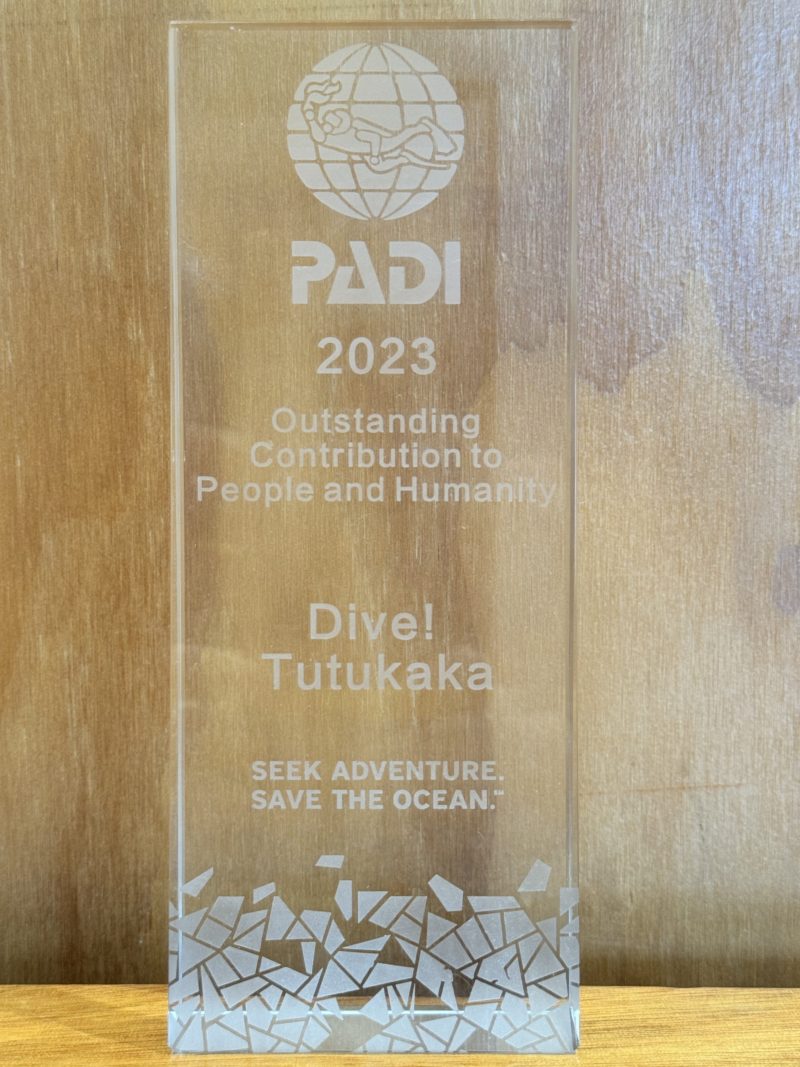 PADI
2023
Outstanding
Contribution to
People and Humanity
Dive!
Tutukaka
SEEK ADVENTURE.
SAVE THE OCEAN.™